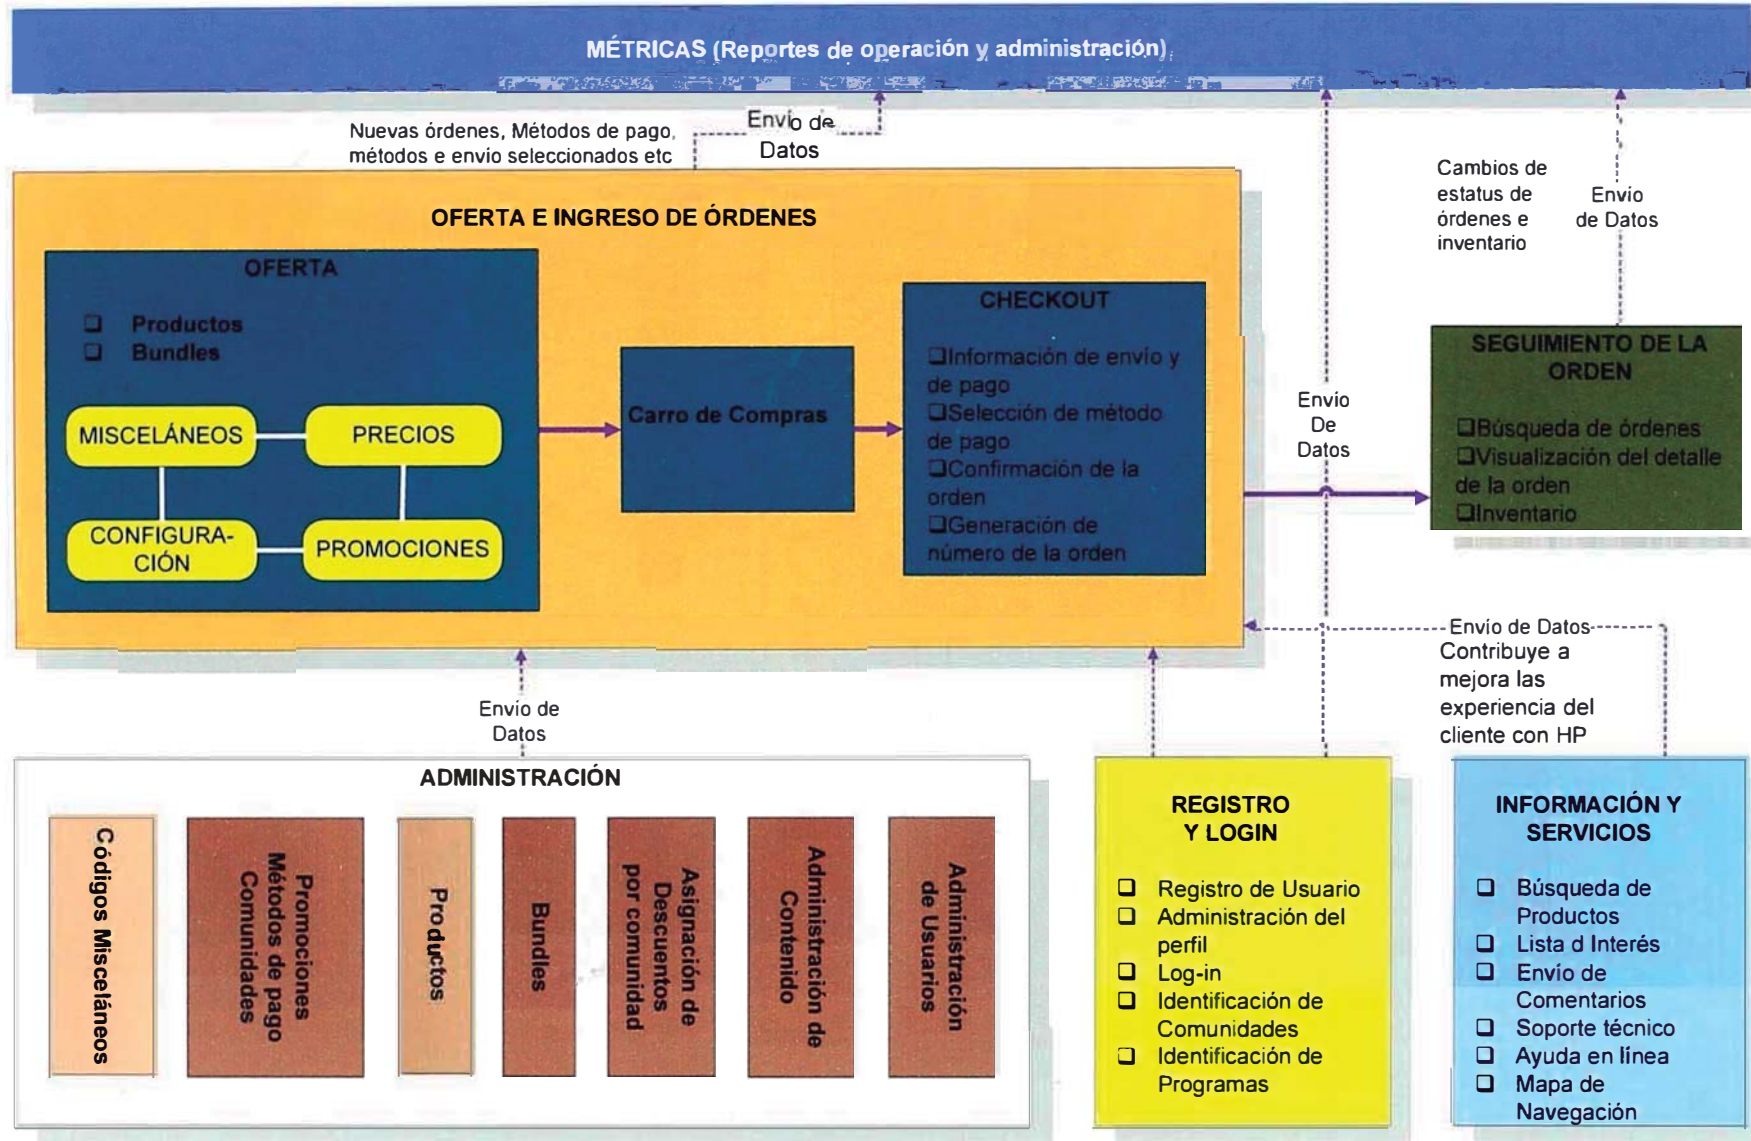 MÉTRICAS (Reportes de operación y administración)
Nuevas órdenes, Métodos de pago,
métodos e envío seleccionados etc
Envío de
Datos
Cambios de
estatus de
órdenes e
inventario
Envío
de Datos
OFERTA E INGRESO DE ÓRDENES
OFERTA
❑ Productos
❑ Bundles
MISCELÁNEOS
PRECIOS
CONFIGURA-
CIÓN
PROMOCIONES
Carro de Compras
CHECKOUT
❑Información de envío y
de pago
❑Selección de método
de pago
❑Confirmación de la
orden
❑Generación de
número de la orden
Envío
De
Datos
SEGUIMIENTO DE LA
ORDEN
❑Búsqueda de órdenes
❑Visualización del detalle
de la orden
❑Inventario
Envío de Datos
Contribuye a
mejora las
experiencia del
cliente con HP
Envío de
Datos
ADMINISTRACIÓN
Códigos Misceláneos
Promociones
Métodos de pago
Comunidades
Productos
Bundles
Asignación de
Descuentos
por comunidad
Administración de
Contenido
Administración
de Usuarios
REGISTRO
Y LOGIN
❑ Registro de Usuario
❑ Administración del
perfil
❑ Log-in
❑ Identificación de
Comunidades
❑ Identificación de
Programas
INFORMACIÓN Y
SERVICIOS
❑ Búsqueda de
Productos
❑ Lista d Interés
❑ Envío de
Comentarios
❑ Soporte técnico
❑ Ayuda en línea
❑ Mapa de
Navegación